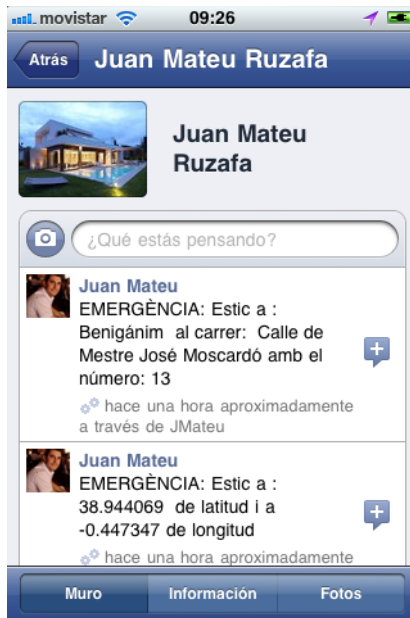 movistar 09:26
Atrás Juan Mateu Ruzafa
Juan Mateu
Ruzafa
¿Qué estás pensando?
Juan Mateu
EMERGÈNCIA: Estic a :
Benigánim al carrer: Calle de
Mestre José Moscardó amb el
número: 13
hace una hora aproximadamente
a través de JMateu
Juan Mateu
EMERGÈNCIA: Estic a :
38.944069 de latitud i a
-0.447347 de longitud
hace una hora aproximadamente
Muro Información Fotos